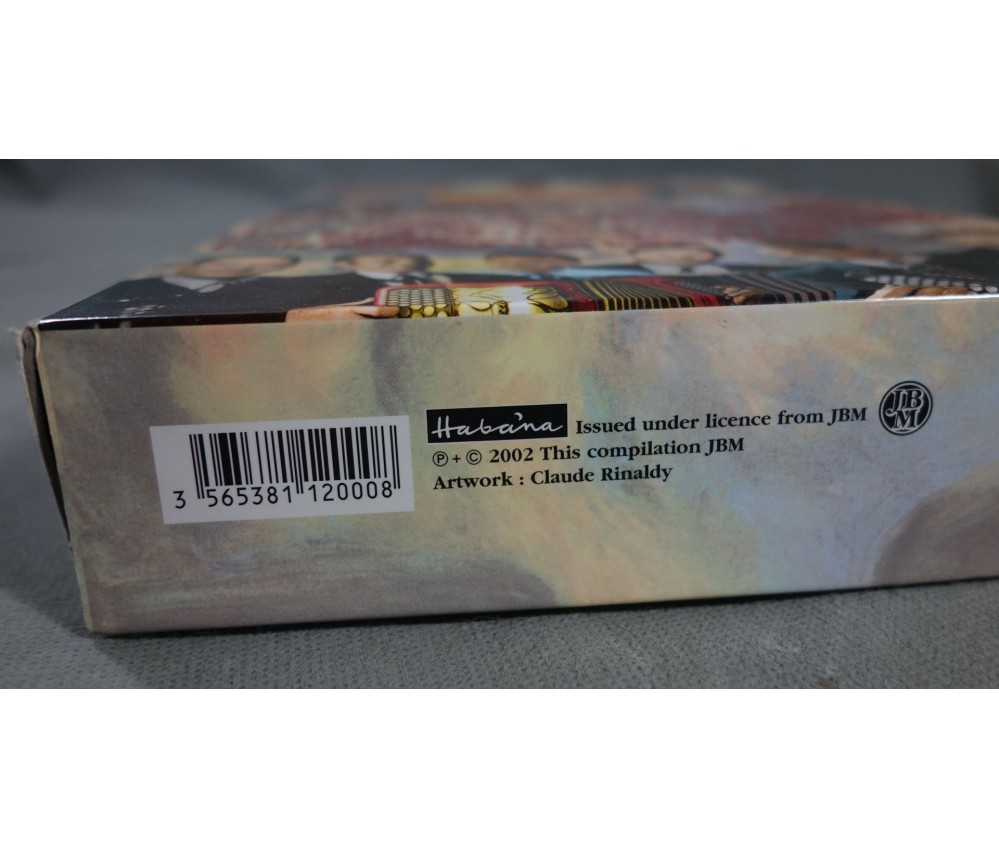 Habana Issued under licence from JBM
JBM
℗ + © 2002 This compilation JBM
Artwork : Claude Rinaldy
3 565381 120008